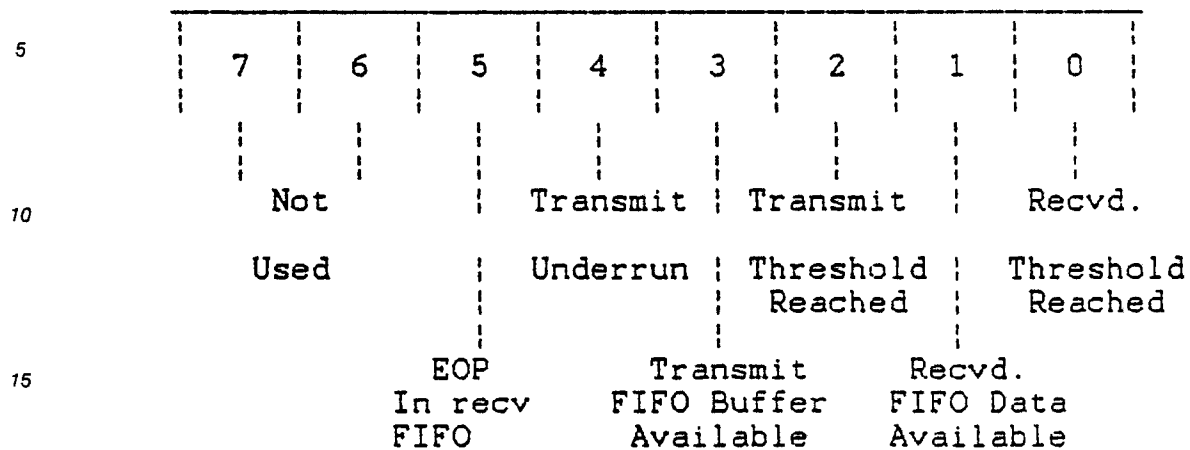 5
7 6 5 4 3 2 1 0
10
Not Transmit Transmit Recvd.
Used Underrun Threshold Threshold
Reached Reached
15
EOP Transmit Recvd.
In recv FIFO Buffer FIFO Data
FIFO Available Available